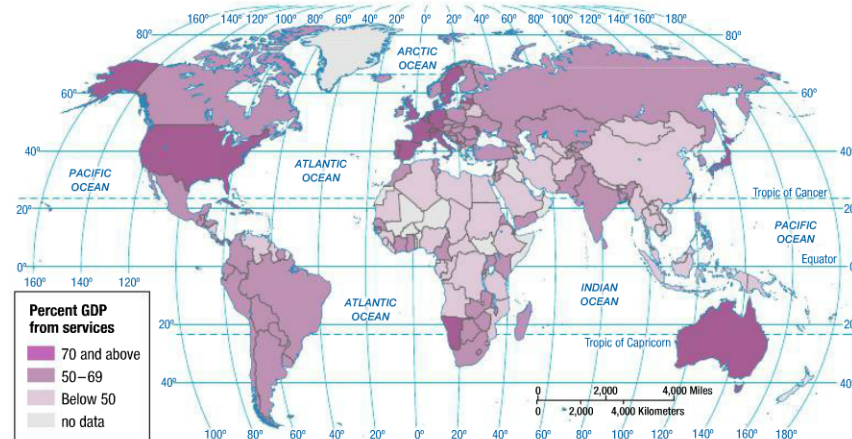 100° 120° 140° 160° 180° 160° 140° 120° 100° 80° 60° 40° 20° 0° 20° 40° 60° 80° 100° 120° 140° 160° 180°
80° 80°
ARCTIC
OCEAN
60° 60°
40° 40°
PACIFIC
OCEAN
ATLANTIC
OCEAN
Tropic of Cancer
20° 20°
PACIFIC
OCEAN
160° 140° 120°
0° 0°
Equator
INDIAN
OCEAN
ATLANTIC
OCEAN
20°
Tropic of Capricorn
40° 40°
Percent GDP
from services
70 and above
50–69
Below 50
no data
0 2,000 4,000 Miles
0 2,000 4,000 Kilometers
100° 80° 60° 40° 20° 0° 20° 40° 60° 80° 100° 120° 140°